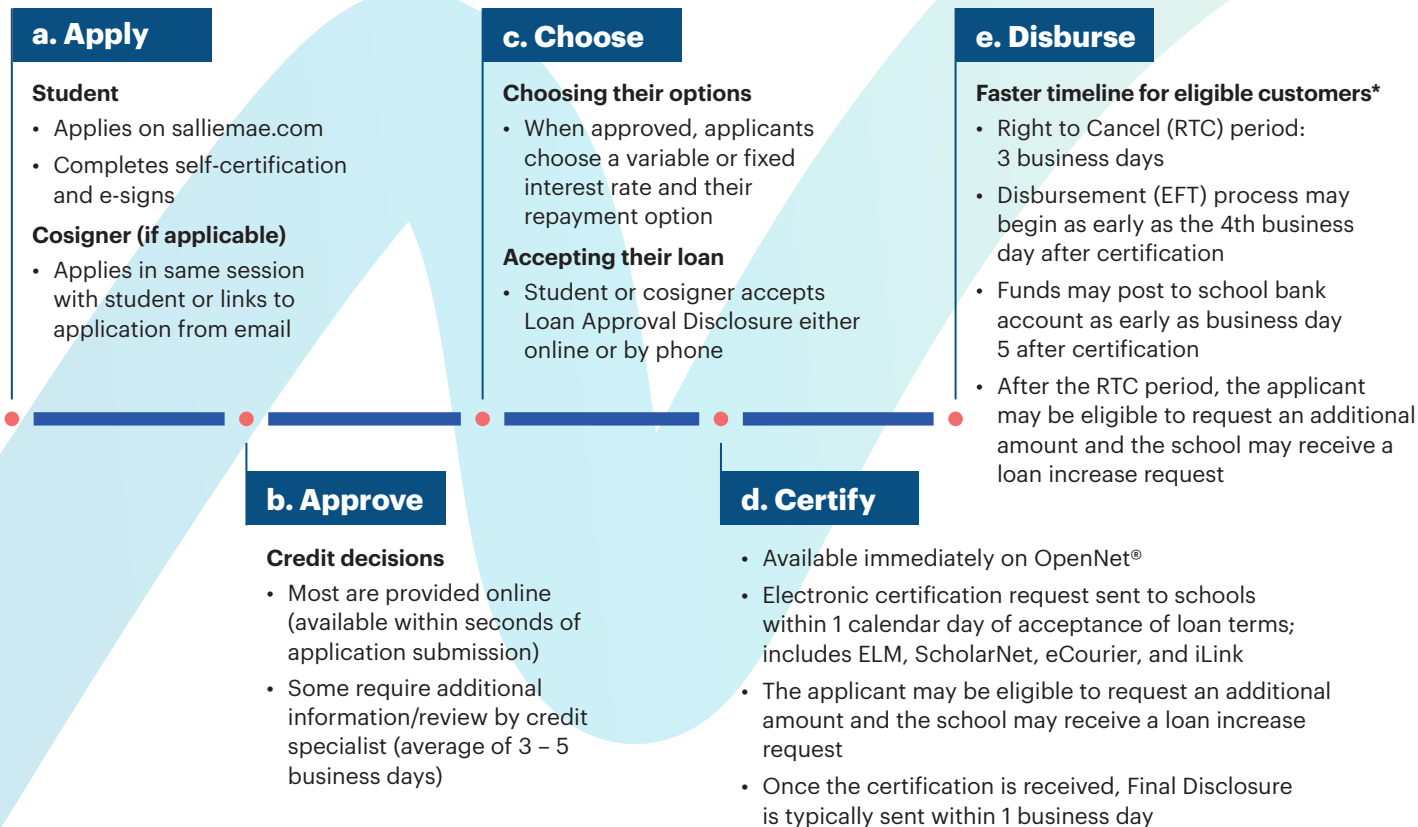 a. Apply
Student
• Applies on salliemae.com
• Completes self-certification
and e-signs
Cosigner (if applicable)
• Applies in same session
with student or links to
application from email
b. Approve
Credit decisions
• Most are provided online
(available within seconds of
application submission)
• Some require additional
information/review by credit
specialist (average of 3 – 5
business days)
c. Choose
Choosing their options
• When approved, applicants
choose a variable or fixed
interest rate and their
repayment option
Accepting their loan
• Student or cosigner accepts
Loan Approval Disclosure either
online or by phone
d. Certify
• Available immediately on OpenNet®
• Electronic certification request sent to schools
within 1 calendar day of acceptance of loan terms;
includes ELM, ScholarNet, eCourier, and iLink
• The applicant may be eligible to request an additional
amount and the school may receive a loan increase
request
• Once the certification is received, Final Disclosure
is typically sent within 1 business day
e. Disburse
Faster timeline for eligible customers*
• Right to Cancel (RTC) period:
3 business days
• Disbursement (EFT) process may
begin as early as the 4th business
day after certification
• Funds may post to school bank
account as early as business day
5 after certification
• After the RTC period, the applicant
may be eligible to request an additional
amount and the school may receive a
loan increase request